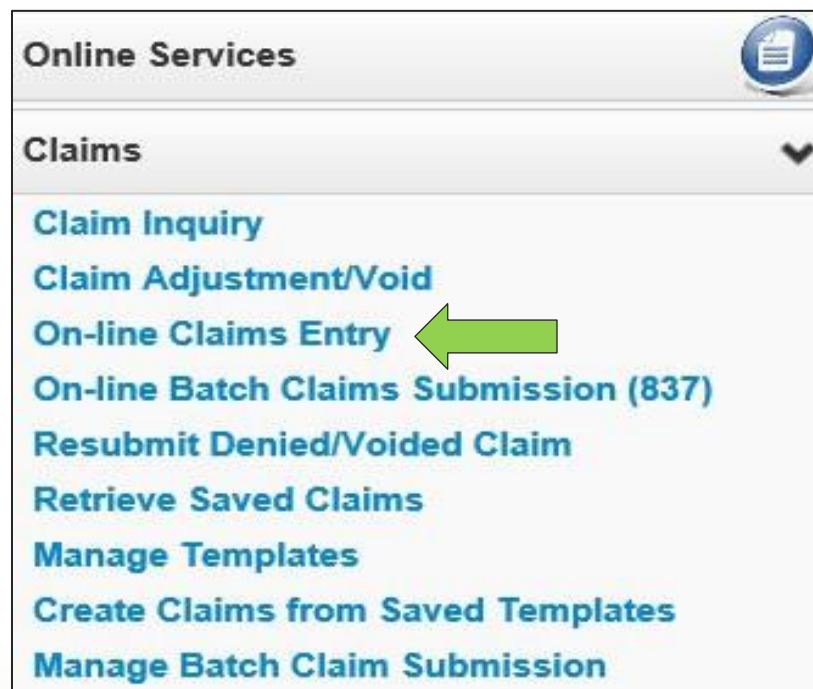 Online Services
Claims
Claim Inquiry
Claim Adjustment/Void
On-line Claims Entry
On-line Batch Claims Submission (837)
Resubmit Denied/Voided Claim
Retrieve Saved Claims
Manage Templates
Create Claims from Saved Templates
Manage Batch Claim Submission